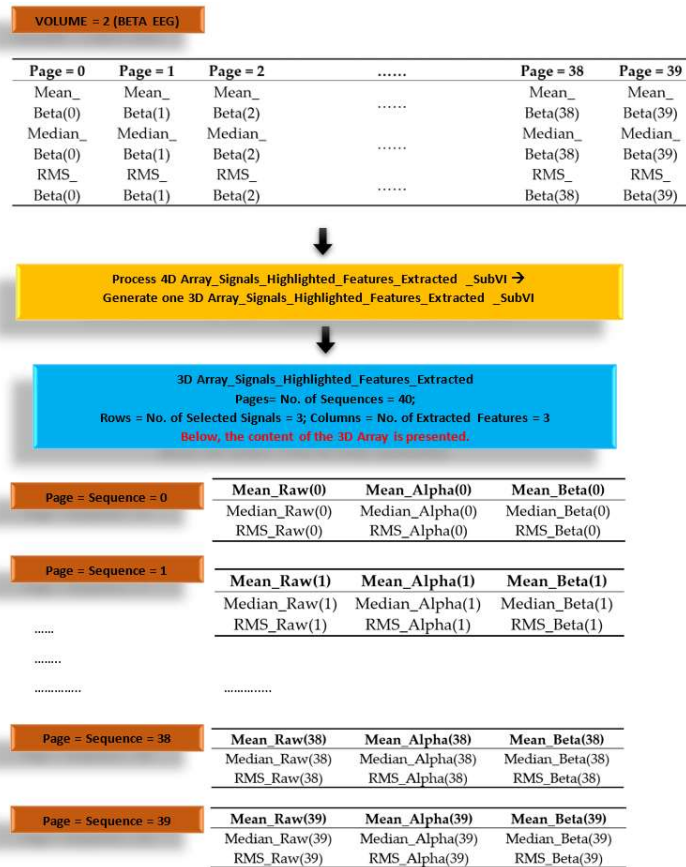 VOLUME = 2 (BETA EEG)
Page = 0 Page = 1 Page = 2 …… Page = 38 Page = 39
Mean_ Mean_ Mean_ Mean_ Mean_
……
Beta(0) Beta(1) Beta(2) Beta(38) Beta(39)
Median_ Median_ Median_ Median_ Median_
……
Beta(0) Beta(1) Beta(2) Beta(38) Beta(39)
RMS_ RMS_ RMS_ RMS_ RMS_
……
Beta(0) Beta(1) Beta(2) Beta(38) Beta(39)
Process 4D Array_Signals_Highlighted_Features_Extracted _SubVI →
Generate one 3D Array_Signals_Highlighted_Features_Extracted _SubVI
3D Array_Signals_Highlighted_Features_Extracted
Pages= No. of Sequences = 40;
Rows = No. of Selected Signals = 3; Columns = No. of Extracted Features = 3
Below, the content of the 3D Array is presented.
Page = Sequence = 0
Mean_Raw(0) Mean_Alpha(0) Mean_Beta(0)
Median_Raw(0) Median_Alpha(0) Median_Beta(0)
RMS_Raw(0) RMS_Alpha(0) RMS_Beta(0)
Page = Sequence = 1
Mean_Raw(1) Mean_Alpha(1) Mean_Beta(1)
Median_Raw(1) Median_Alpha(1) Median_Beta(1)
RMS_Raw(1) RMS_Alpha(1) RMS_Beta(1)
......
........
.............. ..............
Page = Sequence = 38
Mean_Raw(38) Mean_Alpha(38) Mean_Beta(38)
Median_Raw(38) Median_Alpha(38) Median_Beta(38)
RMS_Raw(38) RMS_Alpha(38) RMS_Beta(38)
Page = Sequence = 39
Mean_Raw(39) Mean_Alpha(39) Mean_Beta(39)
Median_Raw(39) Median_Alpha(39) Median_Beta(39)
RMS_Raw(39) RMS_Alpha(39) RMS_Beta(39)